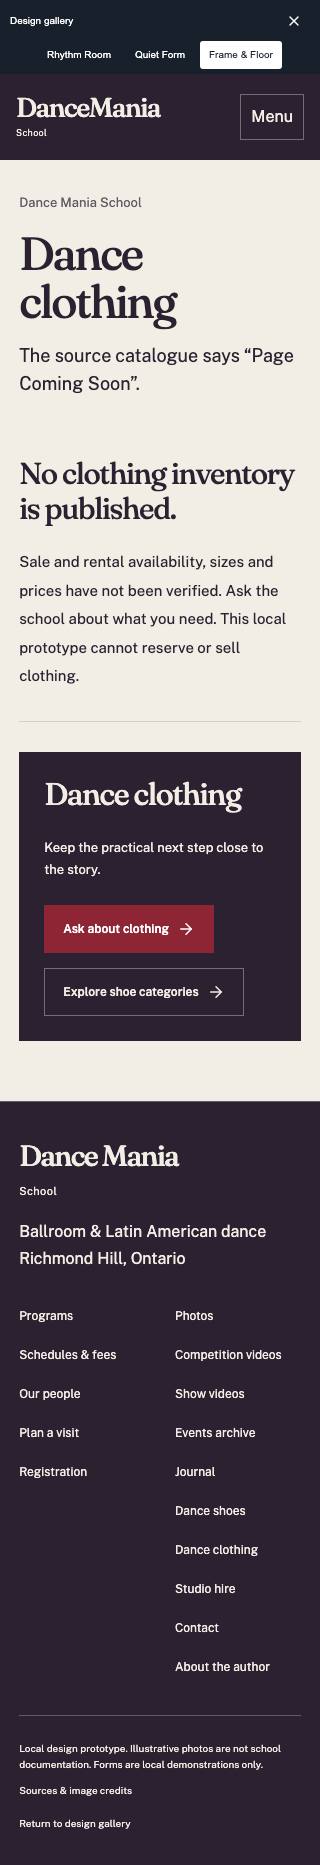 Design gallery
Rhythm Room Quiet Form Frame & Floor
DanceMania
School
Menu
Dance Mania School
Dance
clothing
The source catalogue says “Page
Coming Soon”.
No clothing inventory
is published.
Sale and rental availability, sizes and
prices have not been verified. Ask the
school about what you need. This local
prototype cannot reserve or sell
clothing.
Dance clothing
Keep the practical next step close to
the story.
Ask about clothing
Explore shoe categories
Dance Mania
School
Ballroom & Latin American dance
Richmond Hill, Ontario
Programs
Schedules & fees
Our people
Plan a visit
Registration
Photos
Competition videos
Show videos
Events archive
Journal
Dance shoes
Dance clothing
Studio hire
Contact
About the author
Local design prototype. Illustrative photos are not school
documentation. Forms are local demonstrations only.
Sources & image credits
Return to design gallery